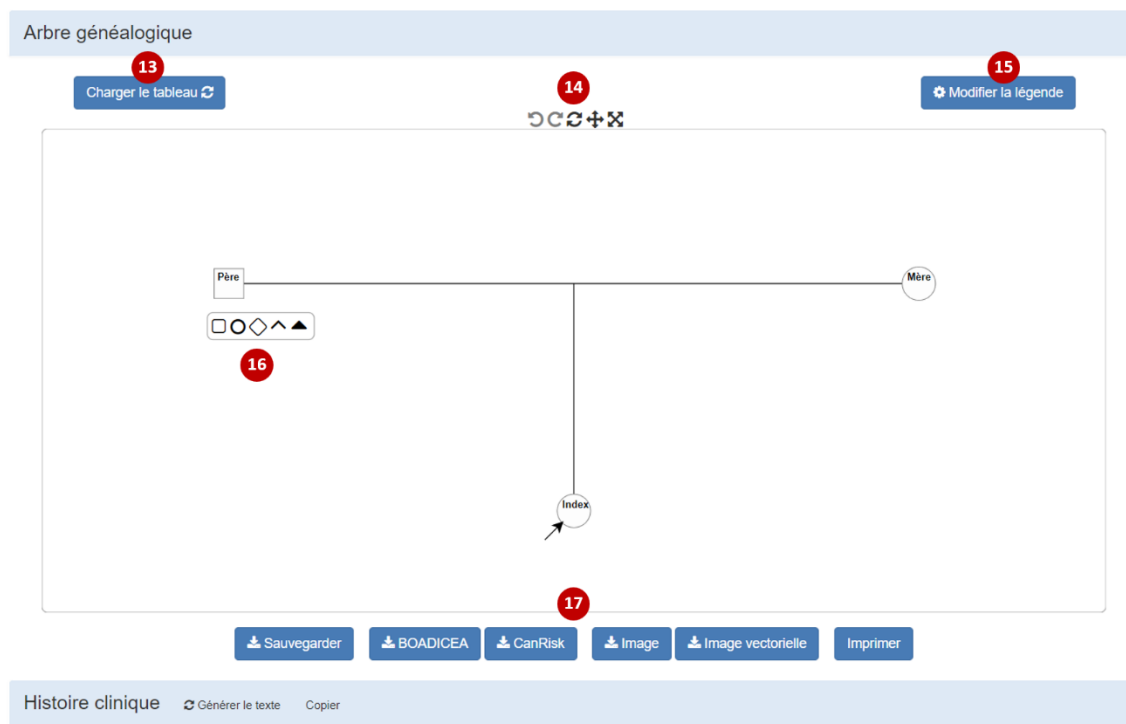 Arbre généalogique
13
14
15
Charger le tableau
Modifier la légende
Père
Mère
16
Index
17
Sauvegarder
BOADICEA
CanRisk
Image
Image vectorielle
Imprimer
Histoire clinique
Générer le texte
Copier